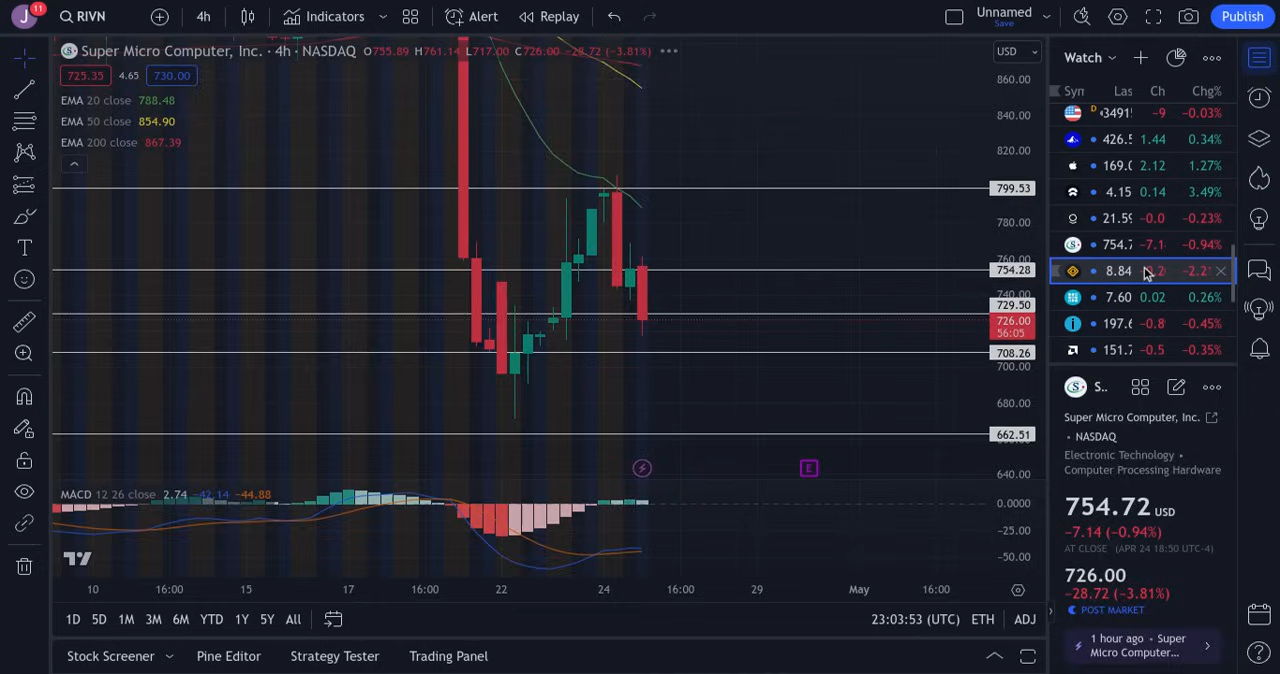 J
11
RIVN
4h
Indicators
Alert
Replay
Unnamed
Save
Publish
Super Micro Computer, Inc. · 4h · NASDAQ O755.89 H761.14 L717.00 C726.00 −28.72 (−3.81%)
USD
725.35 4.65 730.00
EMA 20 close 788.48
EMA 50 close 854.90
EMA 200 close 867.39
860.00
840.00
820.00
799.53
780.00
760.00
754.28
740.00
729.50
726.00
56:05
708.26
700.00
680.00
662.51
640.00
E
MACD 12 26 close 2.74 −42.14 −44.88
0.0000
−25.00
−50.00
10 16:00 15 17 16:00 22 24 16:00 29 May 16:00
1D 5D 1M 3M 6M YTD 1Y 5Y All
23:03:53 (UTC) ETH ADJ
Stock Screener Pine Editor Strategy Tester Trading Panel
Watch
Syn Las Ch Chg%
D 3491 −9 −0.03%
426.5 1.44 0.34%
169.0 2.12 1.27%
4.15 0.14 3.49%
21.59 −0.0 −0.23%
754.7 −7.1 −0.94%
8.84
7.60 0.02 0.26%
197.6 −0.8 −0.45%
151.7 −0.5 −0.35%
S..
Super Micro Computer, Inc.
• NASDAQ
Electronic Technology •
Computer Processing Hardware
754.72 USD
−7.14 (−0.94%)
AT CLOSE (APR 24 18:50 UTC-4)
726.00
−28.72 (−3.81%)
POST MARKET
1 hour ago • Super
Micro Computer...